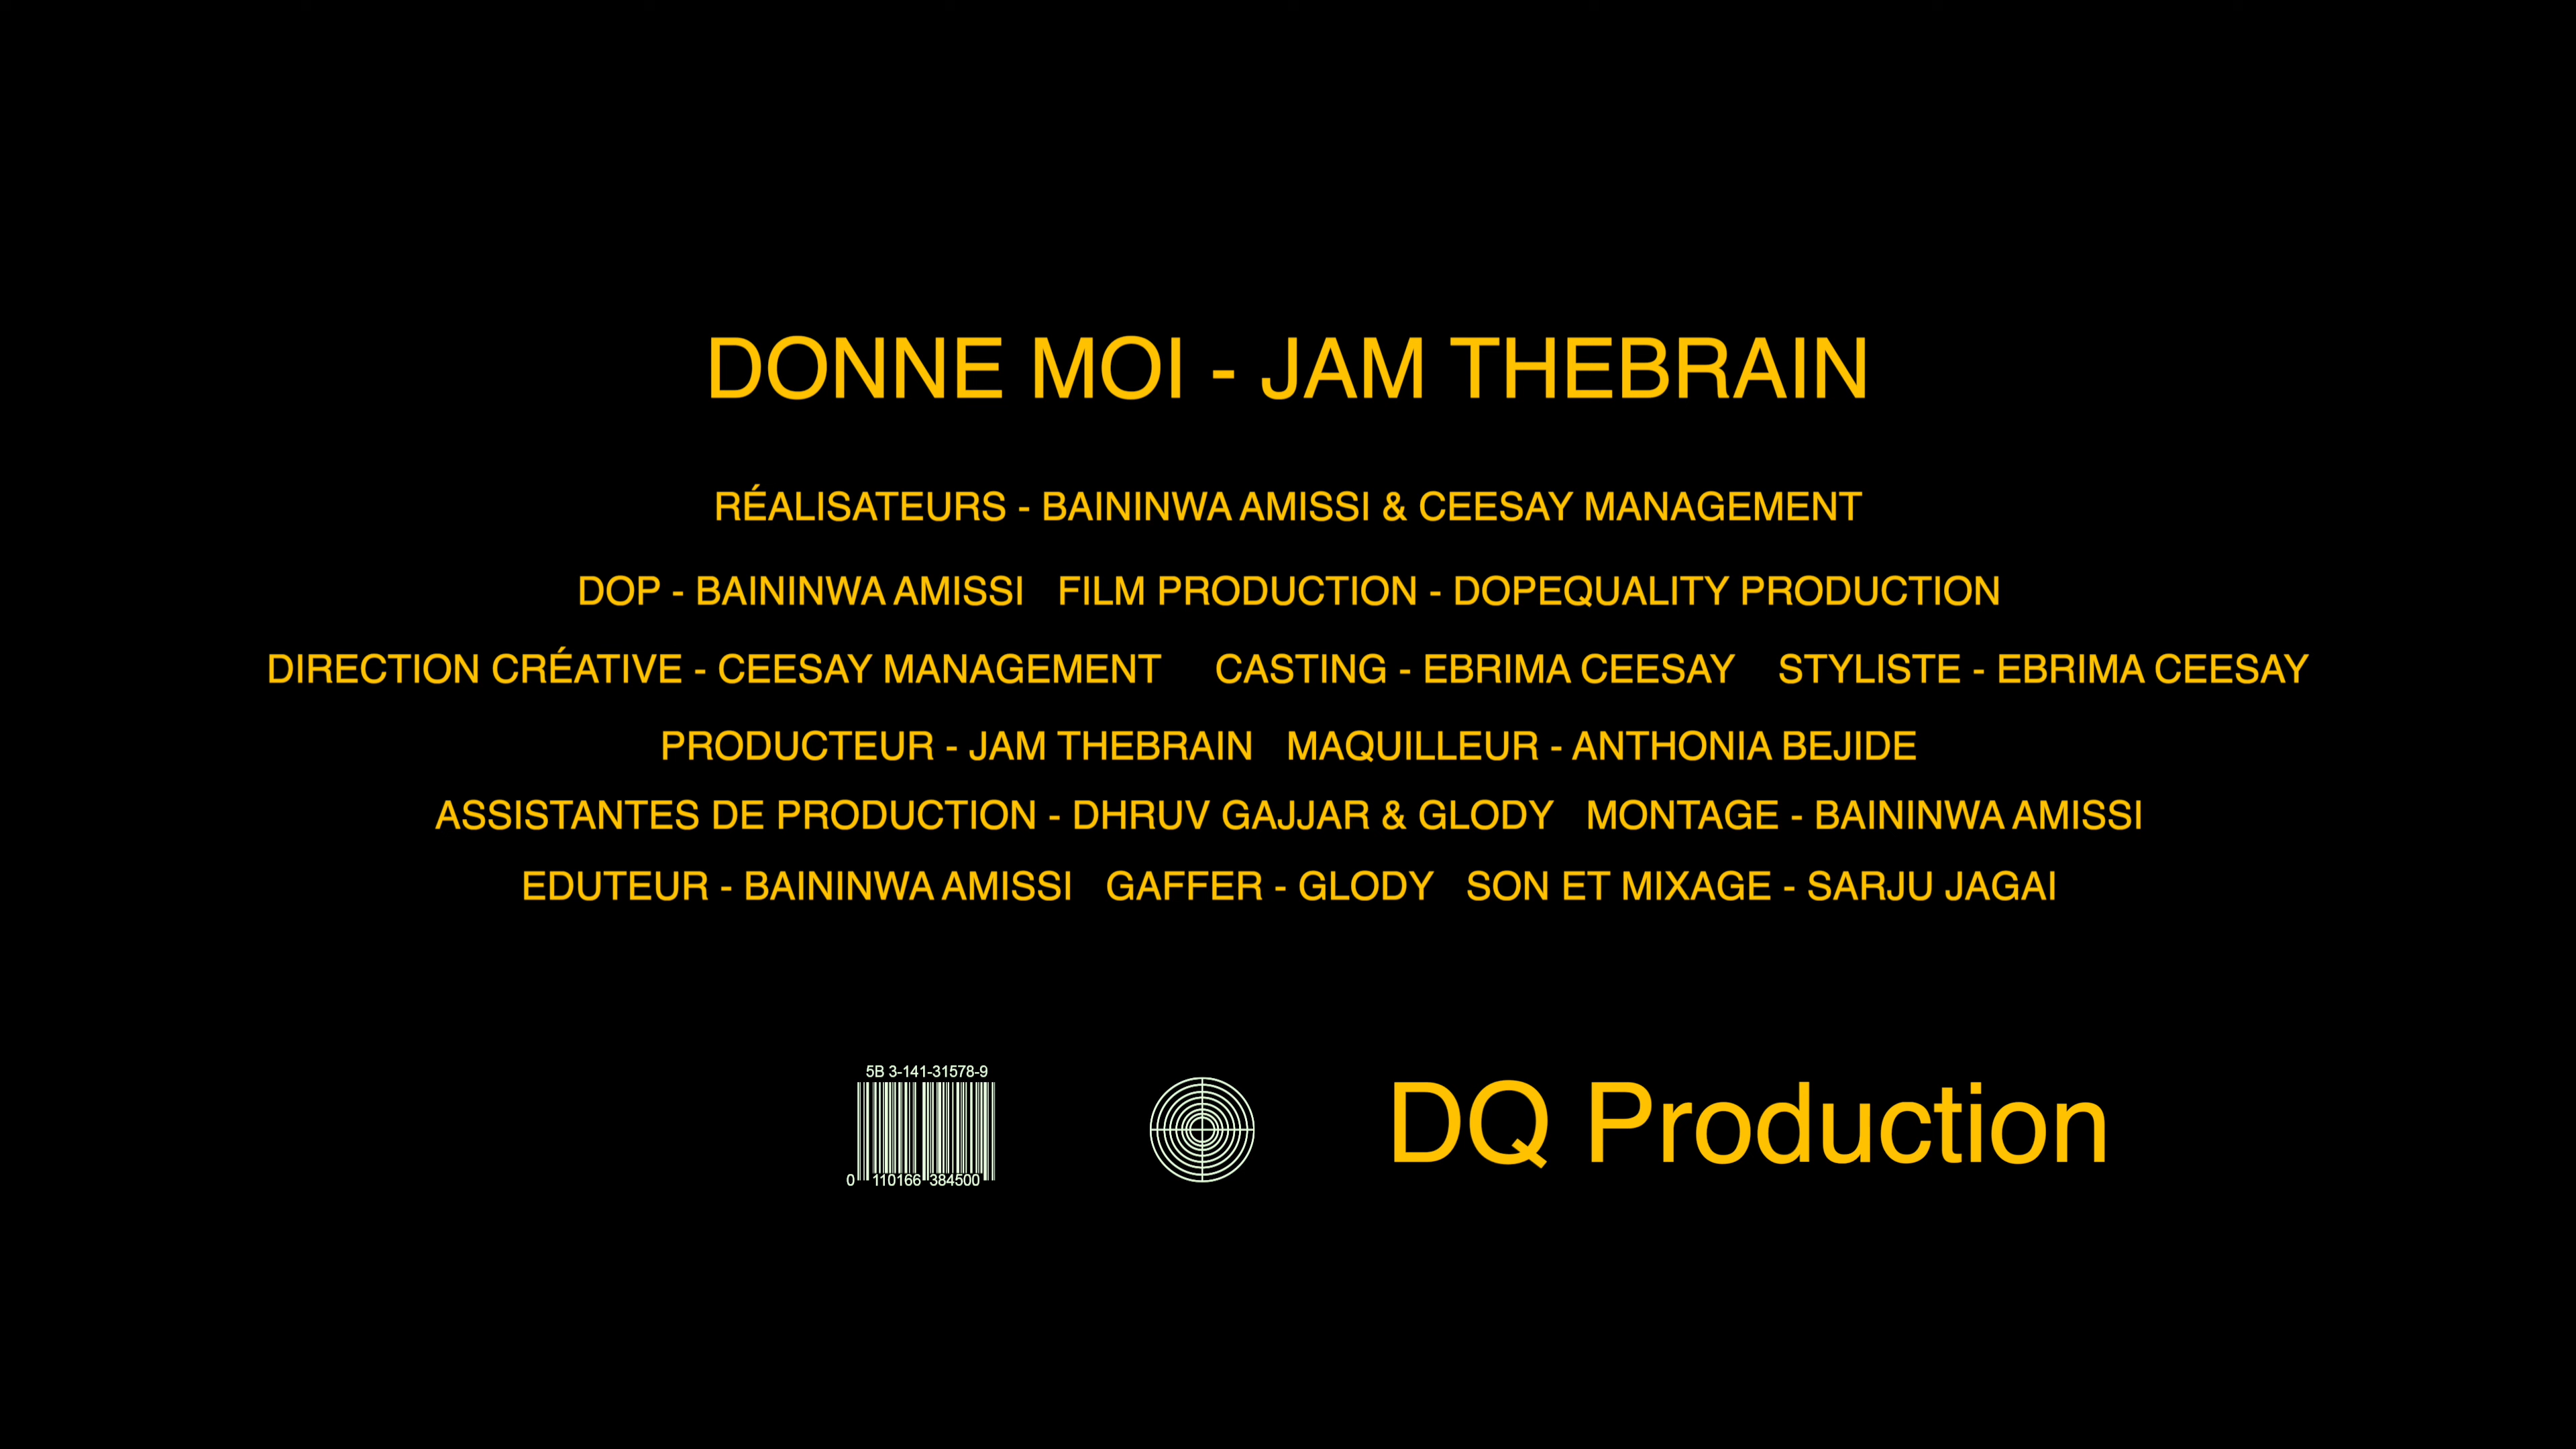 DONNE MOI - JAM THEBRAIN
RÉALISATEURS - BAININWA AMISSI & CEESAY MANAGEMENT
DOP - BAININWA AMISSI FILM PRODUCTION - DOPEQUALITY PRODUCTION
DIRECTION CRÉATIVE - CEESAY MANAGEMENT CASTING - EBRIMA CEESAY STYLISTE - EBRIMA CEESAY
PRODUCTEUR - JAM THEBRAIN MAQUILLEUR - ANTHONIA BEJIDE
ASSISTANTES DE PRODUCTION - DHRUV GAJJAR & GLODY MONTAGE - BAININWA AMISSI
EDUTEUR - BAININWA AMISSI GAFFER - GLODY SON ET MIXAGE - SARJU JAGAI
5B 3-141-31578-9
0 110166 384500
DQ Production